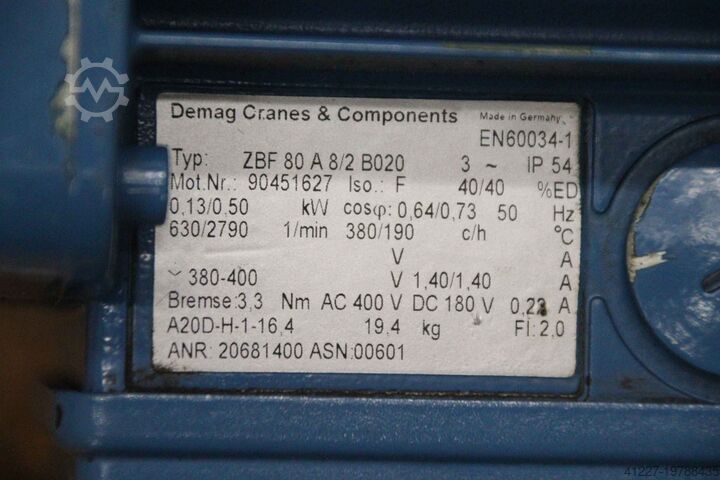 Demag Cranes & Components Made in Germany
EN60034-1
Typ: ZBF 80 A 8/2 B020 3 ~ IP 54
Mot.Nr.: 90451627 Iso.: F 40/40 %ED
0,13/0,50 kW cosφ: 0,64/0,73 50 Hz
630/2790 1/min 380/190 c/h °C
V A
~ 380-400 V 1,40/1,40 A
Bremse:3,3 Nm AC 400 V DC 180 V 0,22 A
A20D-H-1-16,4 19,4 kg FI: 2,0
ANR: 20681400 ASN:00601